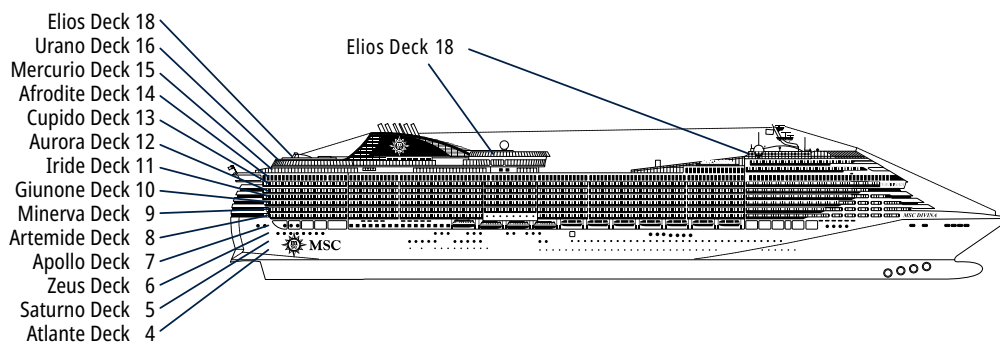 Elios Deck 18
Urano Deck 16
Mercurio Deck 15
Afrodite Deck 14
Cupido Deck 13
Aurora Deck 12
Iride Deck 11
Giunone Deck 10
Minerva Deck 9
Artemide Deck 8
Apollo Deck 7
Zeus Deck 6
Saturno Deck 5
Atlante Deck 4
Elios Deck 18
MSC DIVINA
MSC